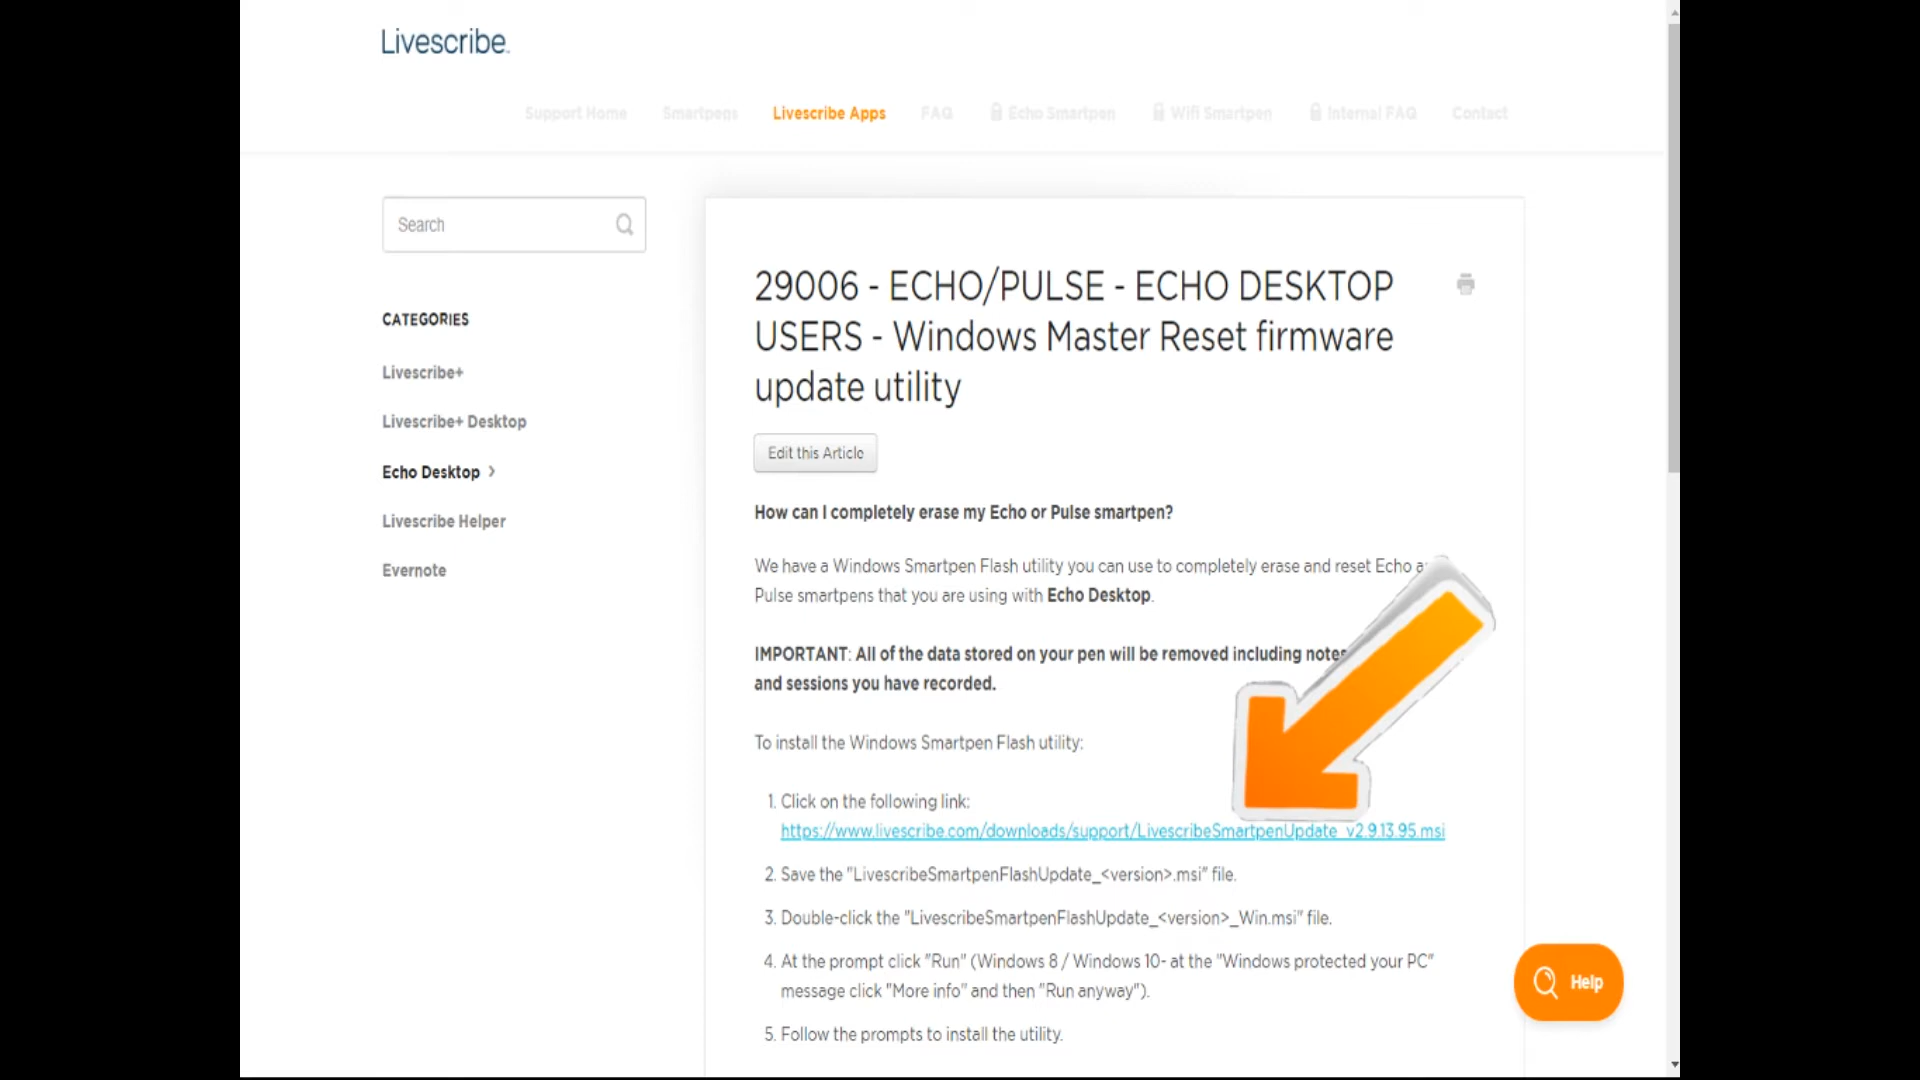 Livescribe
Support Home Smartpens Livescribe Apps FAQ Echo Smartpen Wifi Smartpen Internal FAQ Contact
Search
CATEGORIES
Livescribe+
Livescribe+ Desktop
Echo Desktop
Livescribe Helper
Evernote
29006 - ECHO/PULSE - ECHO DESKTOP
USERS - Windows Master Reset firmware
update utility
Edit this Article
How can I completely erase my Echo or Pulse smartpen?
We have a Windows Smartpen Flash utility you can use to completely erase and reset Echo
Pulse smartpens that you are using with Echo Desktop.
IMPORTANT: All of the data stored on your pen will be removed including notes
and sessions you have recorded.
To install the Windows Smartpen Flash utility:
1. Click on the following link:
https://www.livescribe.com/downloads/support/LivescribeSmartpenUpdate_v2.9.13.95.msi
2. Save the "LivescribeSmartpenFlashUpdate_<version>.msi" file.
3. Double-click the "LivescribeSmartpenFlashUpdate_<version>_Win.msi" file.
4. At the prompt click "Run" (Windows 8 / Windows 10- at the "Windows protected your PC"
message click "More info" and then "Run anyway").
5. Follow the prompts to install the utility.
Help